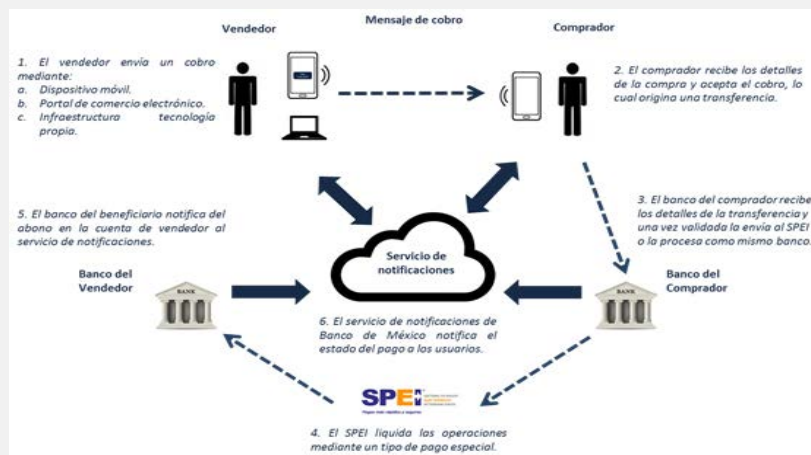 Mensaje de cobro
Vendedor
Comprador
1. El vendedor envía un cobro
mediante:
a. Dispositivo móvil.
b. Portal de comercio electrónico.
c. Infraestructura tecnología
propia.
2. El comprador recibe los detalles
de la compra y acepta el cobro, lo
cual origina una transferencia.
5. El banco del beneficiario notifica del
abono en la cuenta de vendedor al
servicio de notificaciones.
3. El banco del comprador recibe
los detalles de la transferencia y
una vez validada la envía al SPEI
o la procesa como mismo banco.
Servicio de
notificaciones
Banco del
Vendedor
BANK
Banco del
Comprador
BANK
6. El servicio de notificaciones de
Banco de México notifica el
estado del pago a los usuarios.
SPEI
4. El SPEI liquida las operaciones
mediante un tipo de pago especial.